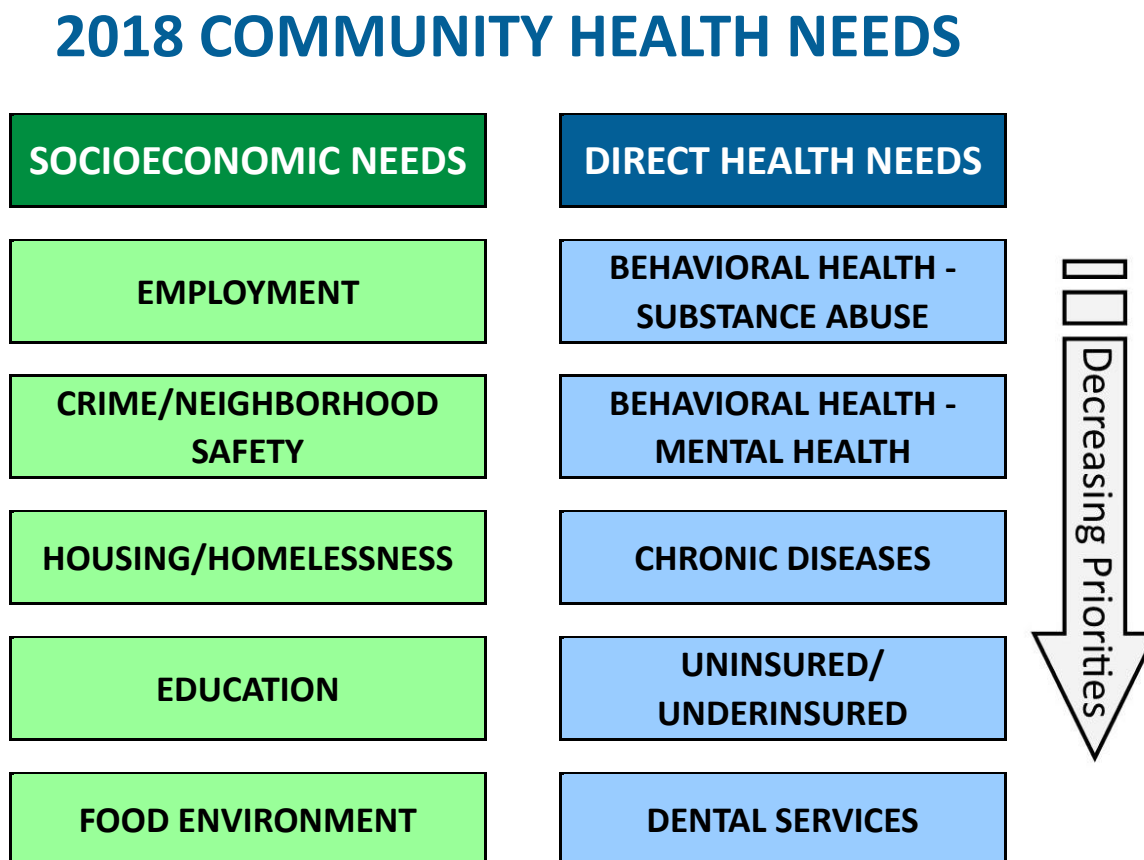 2018 COMMUNITY HEALTH NEEDS
SOCIOECONOMIC NEEDS
DIRECT HEALTH NEEDS
EMPLOYMENT
BEHAVIORAL HEALTH -
SUBSTANCE ABUSE
CRIME/NEIGHBORHOOD
SAFETY
BEHAVIORAL HEALTH -
MENTAL HEALTH
HOUSING/HOMELESSNESS
CHRONIC DISEASES
EDUCATION
UNINSURED/
UNDERINSURED
FOOD ENVIRONMENT
DENTAL SERVICES
Decreasing Priorities